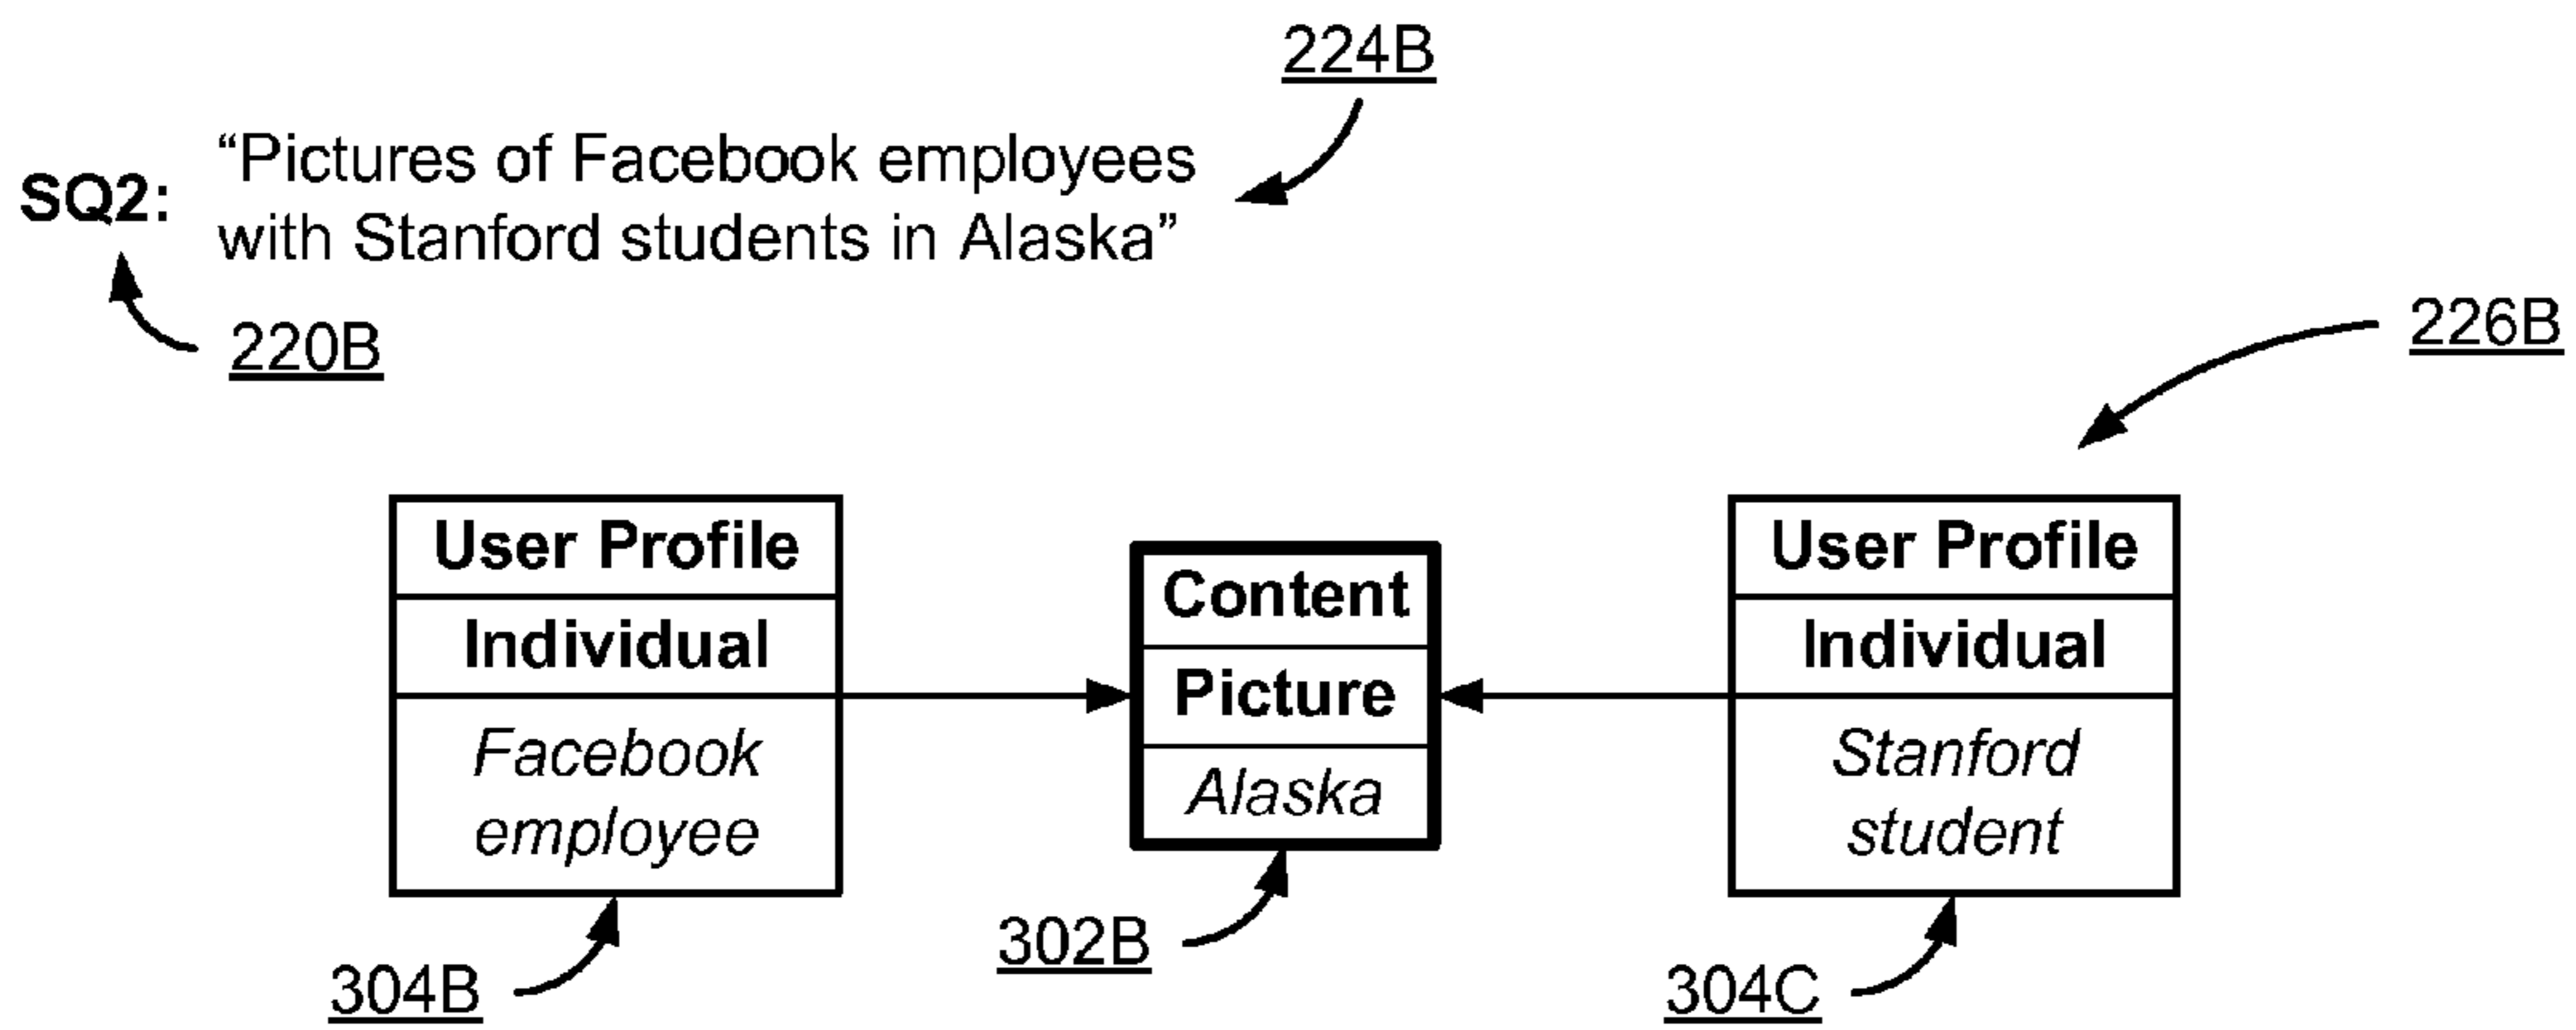 224B
“Pictures of Facebook employees
SQ2:
with Stanford students in Alaska”
220B
226B
User Profile
Individual
Facebook
employee
Content
Picture
Alaska
User Profile
Individual
Stanford
student
304B
302B
304C